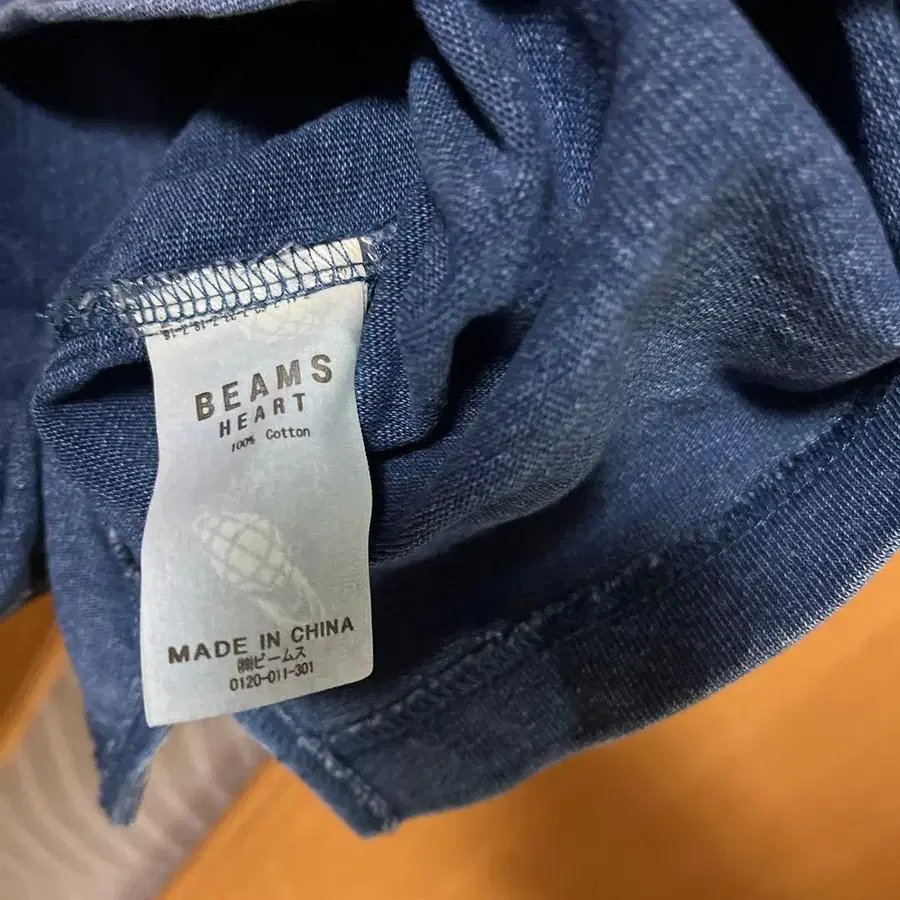 BEAMS
HEART
100% Cotton
MADE IN CHINA
㈱ビームス
0120-011-301